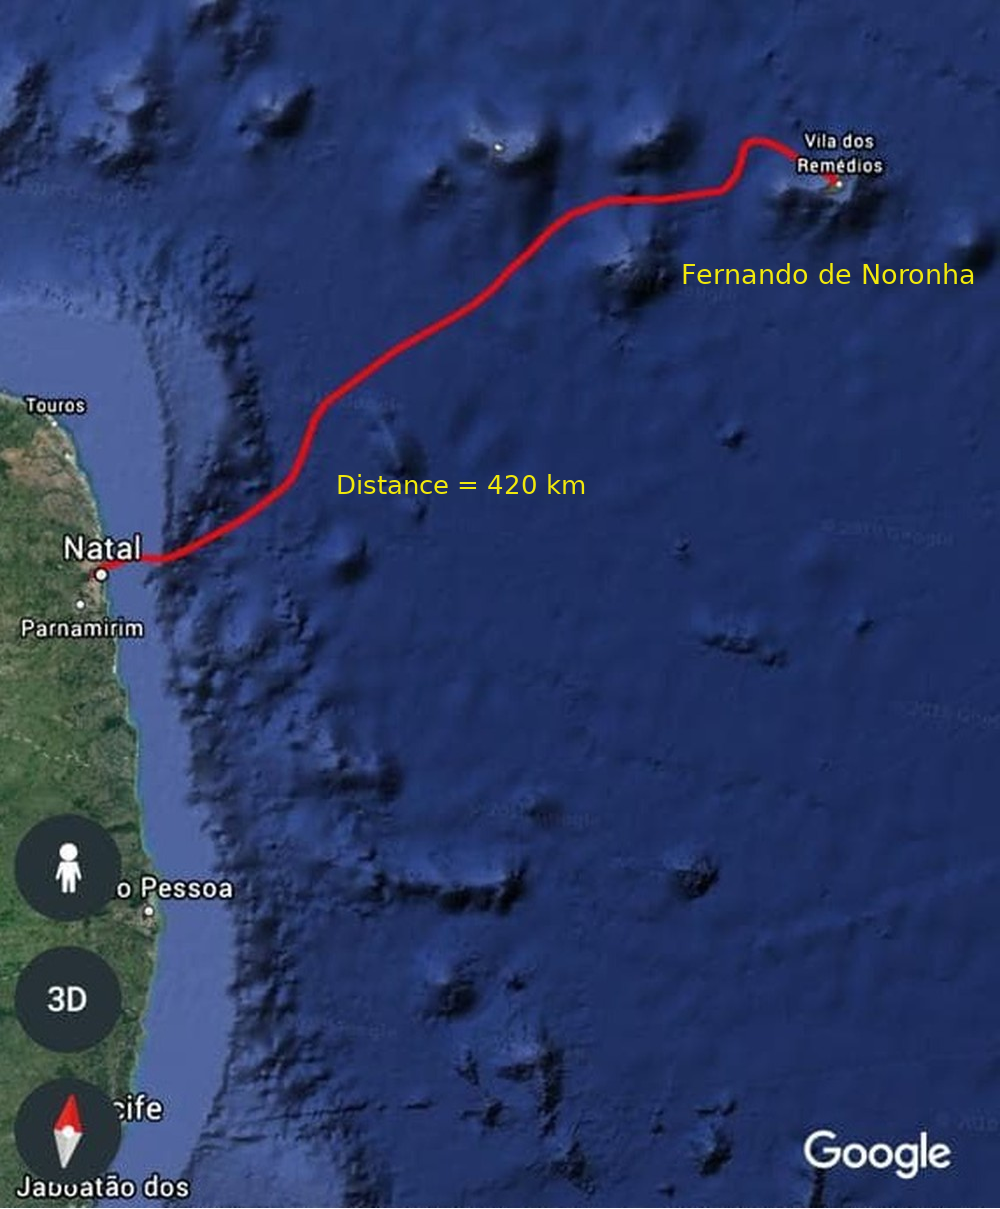 Vila dos
Remédios
Fernando de Noronha
Touros
Distance = 420 km
Natal
Parnamirim
o Pessoa
3D
cife
Jaboatão dos
Google